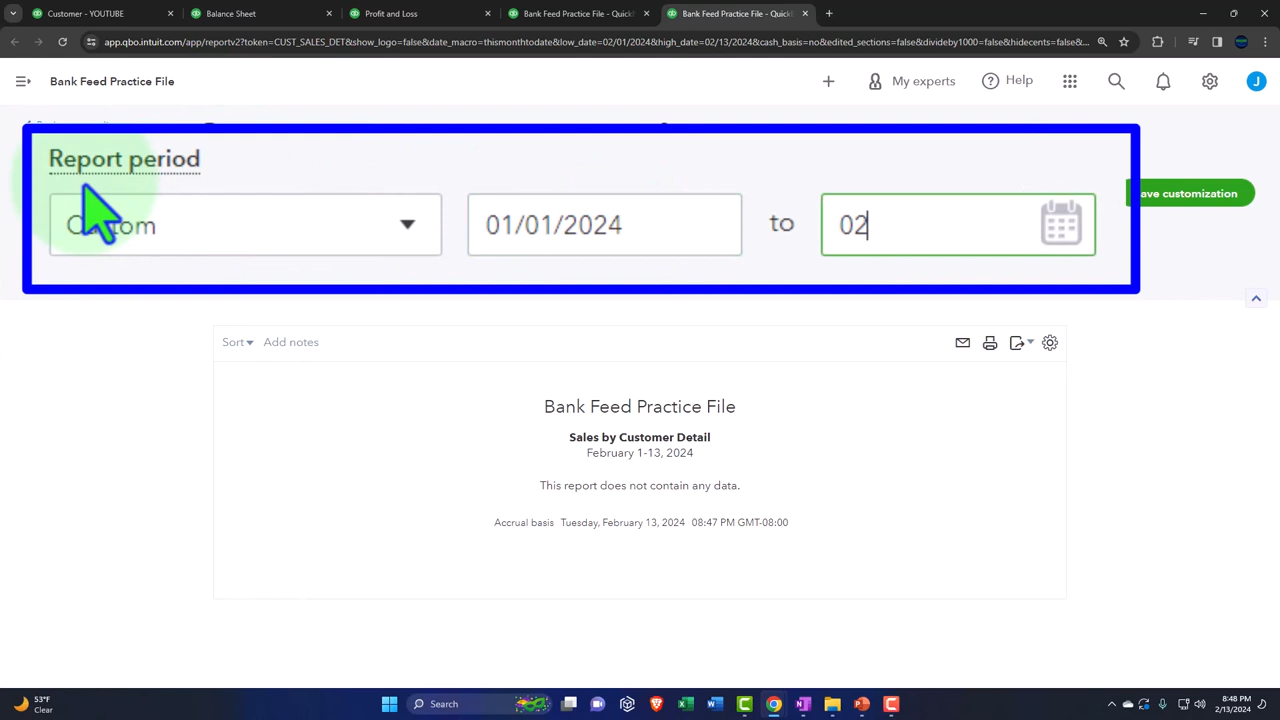 Customer - YOUTUBE
Balance Sheet
Profit and Loss
Bank Feed Practice File - Quick
Bank Feed Practice File - Quick
app.qbo.intuit.com/app/reportv2?token=CUST_SALES_DET&show_logo=false&date_macro=thismonthtodate&low_date=02/01/2024&high_date=02/13/2024&cash_basis=no&edited_sections=false&divideby1000=false&hidecents=false&...
Bank Feed Practice File
My experts
Help
J
Report period
Custom
01/01/2024
to
02
ave customization
Sort
Add notes
Bank Feed Practice File
Sales by Customer Detail
February 1-13, 2024
This report does not contain any data.
Accrual basis Tuesday, February 13, 2024 08:47 PM GMT-08:00
53°F
Clear
Search
8:48 PM
2/13/2024